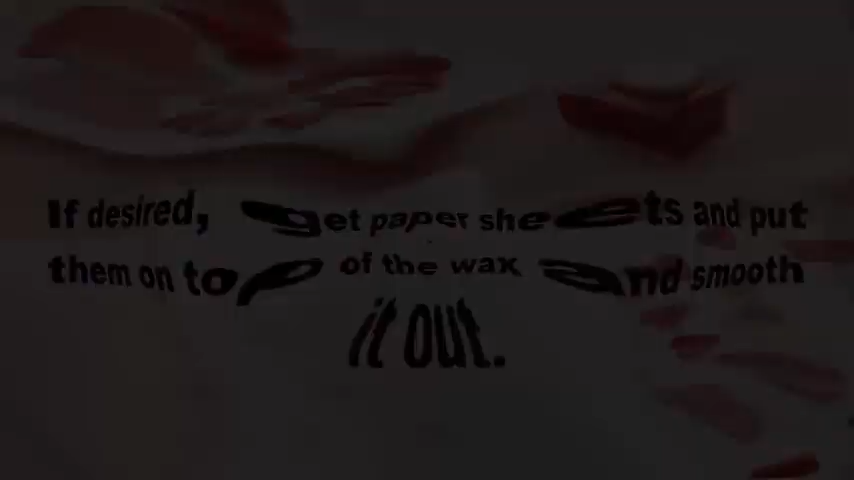 If desired, get paper sheets and put
them on top of the wax and smooth
it out.